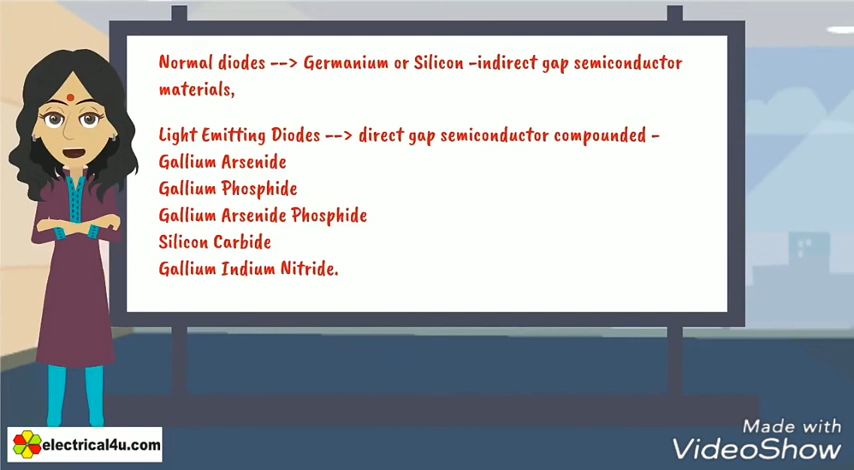 Normal diodes --> Germanium or Silicon -indirect gap semiconductor
materials,
Light Emitting Diodes --> direct gap semiconductor compounded -
Gallium Arsenide
Gallium Phosphide
Gallium Arsenide Phosphide
Silicon Carbide
Gallium Indium Nitride.
electrical4u.com
Made with
VideoShow